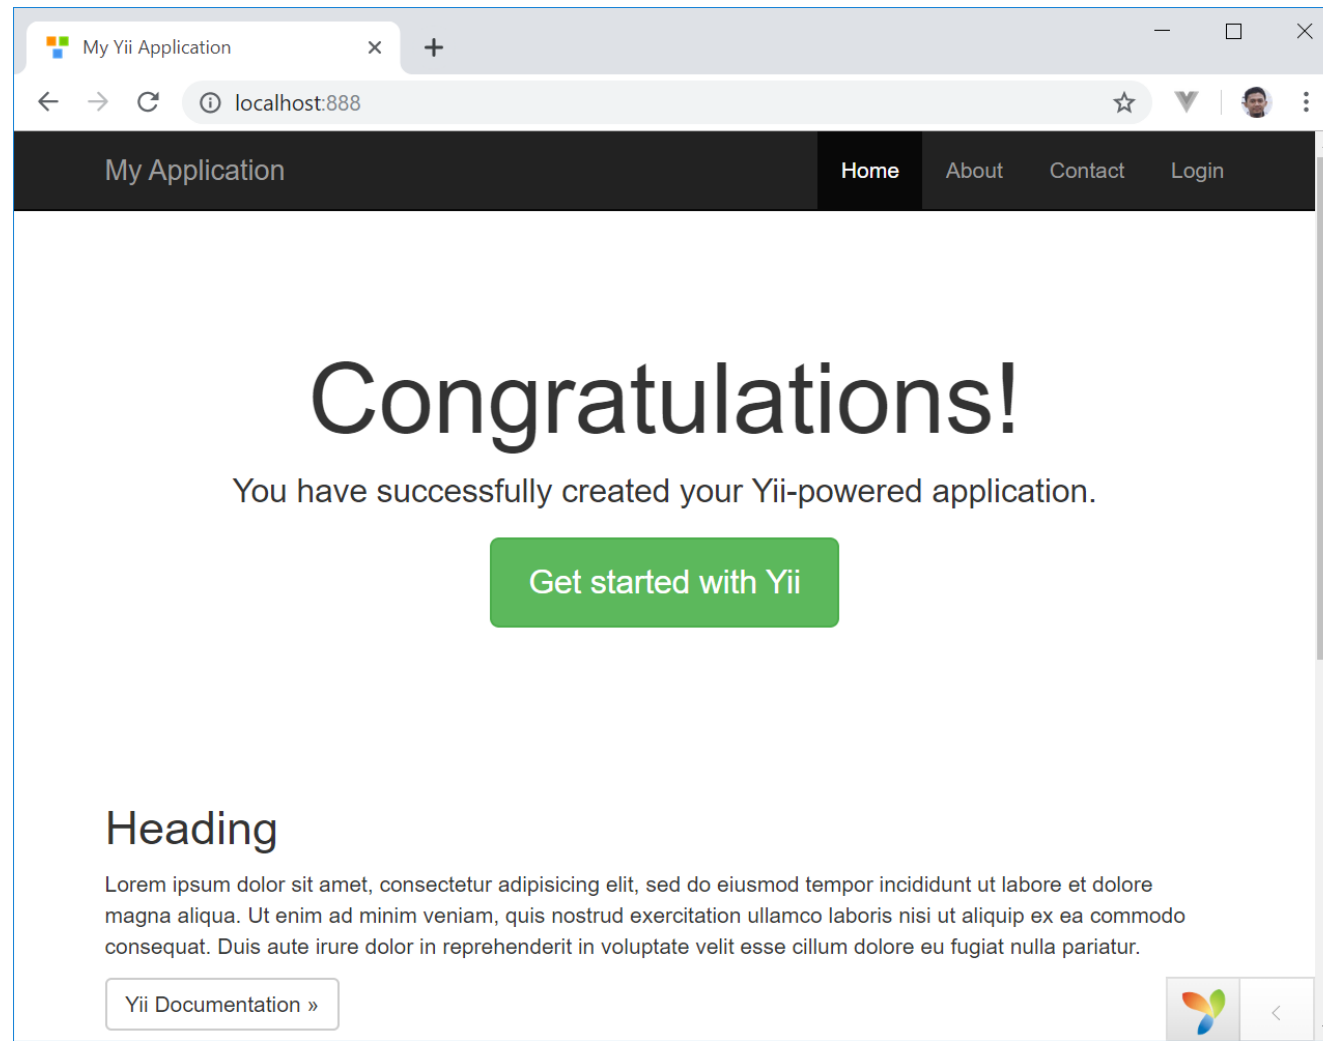 My Yii Application
localhost:888
My Application
Home About Contact Login
Congratulations!
You have successfully created your Yii-powered application.
Get started with Yii
Heading
Lorem ipsum dolor sit amet, consectetur adipisicing elit, sed do eiusmod tempor incididunt ut labore et dolore
magna aliqua. Ut enim ad minim veniam, quis nostrud exercitation ullamco laboris nisi ut aliquip ex ea commodo
consequat. Duis aute irure dolor in reprehenderit in voluptate velit esse cillum dolore eu fugiat nulla pariatur.
Yii Documentation »